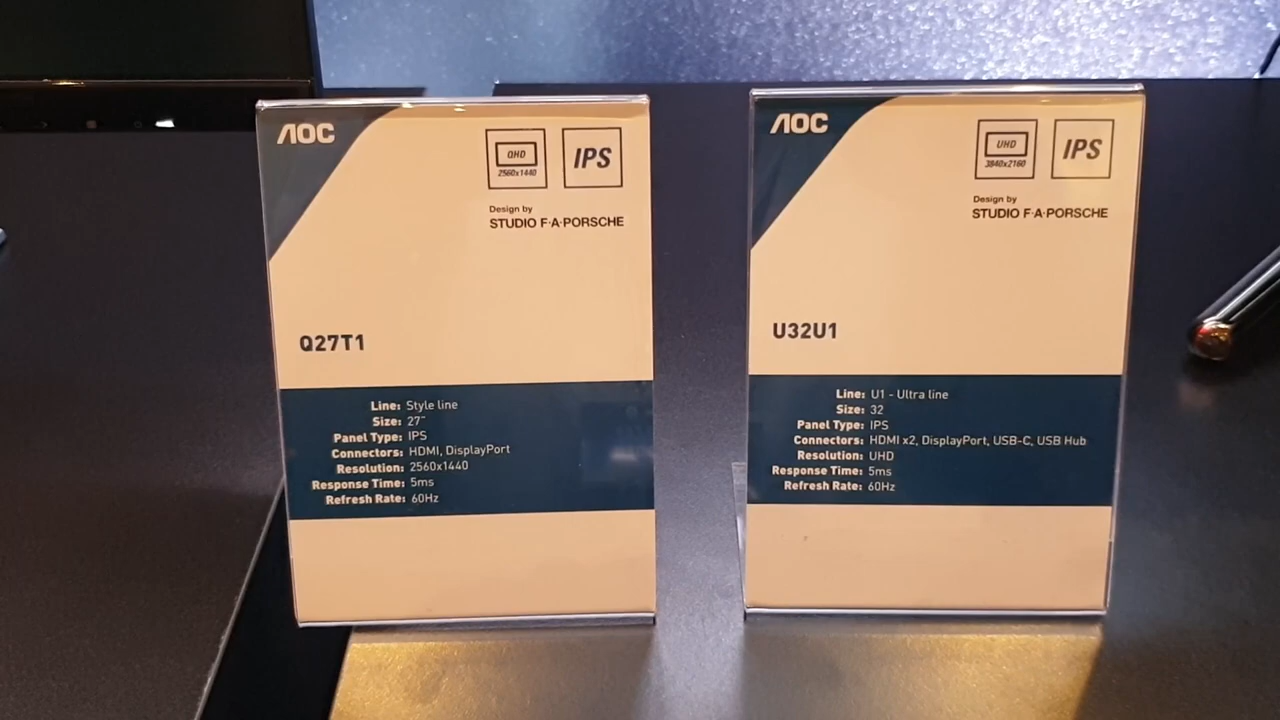 AOC
QHD
2560x1440
IPS
Design by
STUDIO F·A·PORSCHE
Q27T1
Line: Style line
Size: 27"
Panel Type: IPS
Connectors: HDMI, DisplayPort
Resolution: 2560x1440
Response Time: 5ms
Refresh Rate: 60Hz
AOC
UHD
3840x2160
IPS
Design by
STUDIO F·A·PORSCHE
U32U1
Line: U1 - Ultra line
Size: 32
Panel Type: IPS
Connectors: HDMI x2, DisplayPort, USB-C, USB Hub
Resolution: UHD
Response Time: 5ms
Refresh Rate: 60Hz